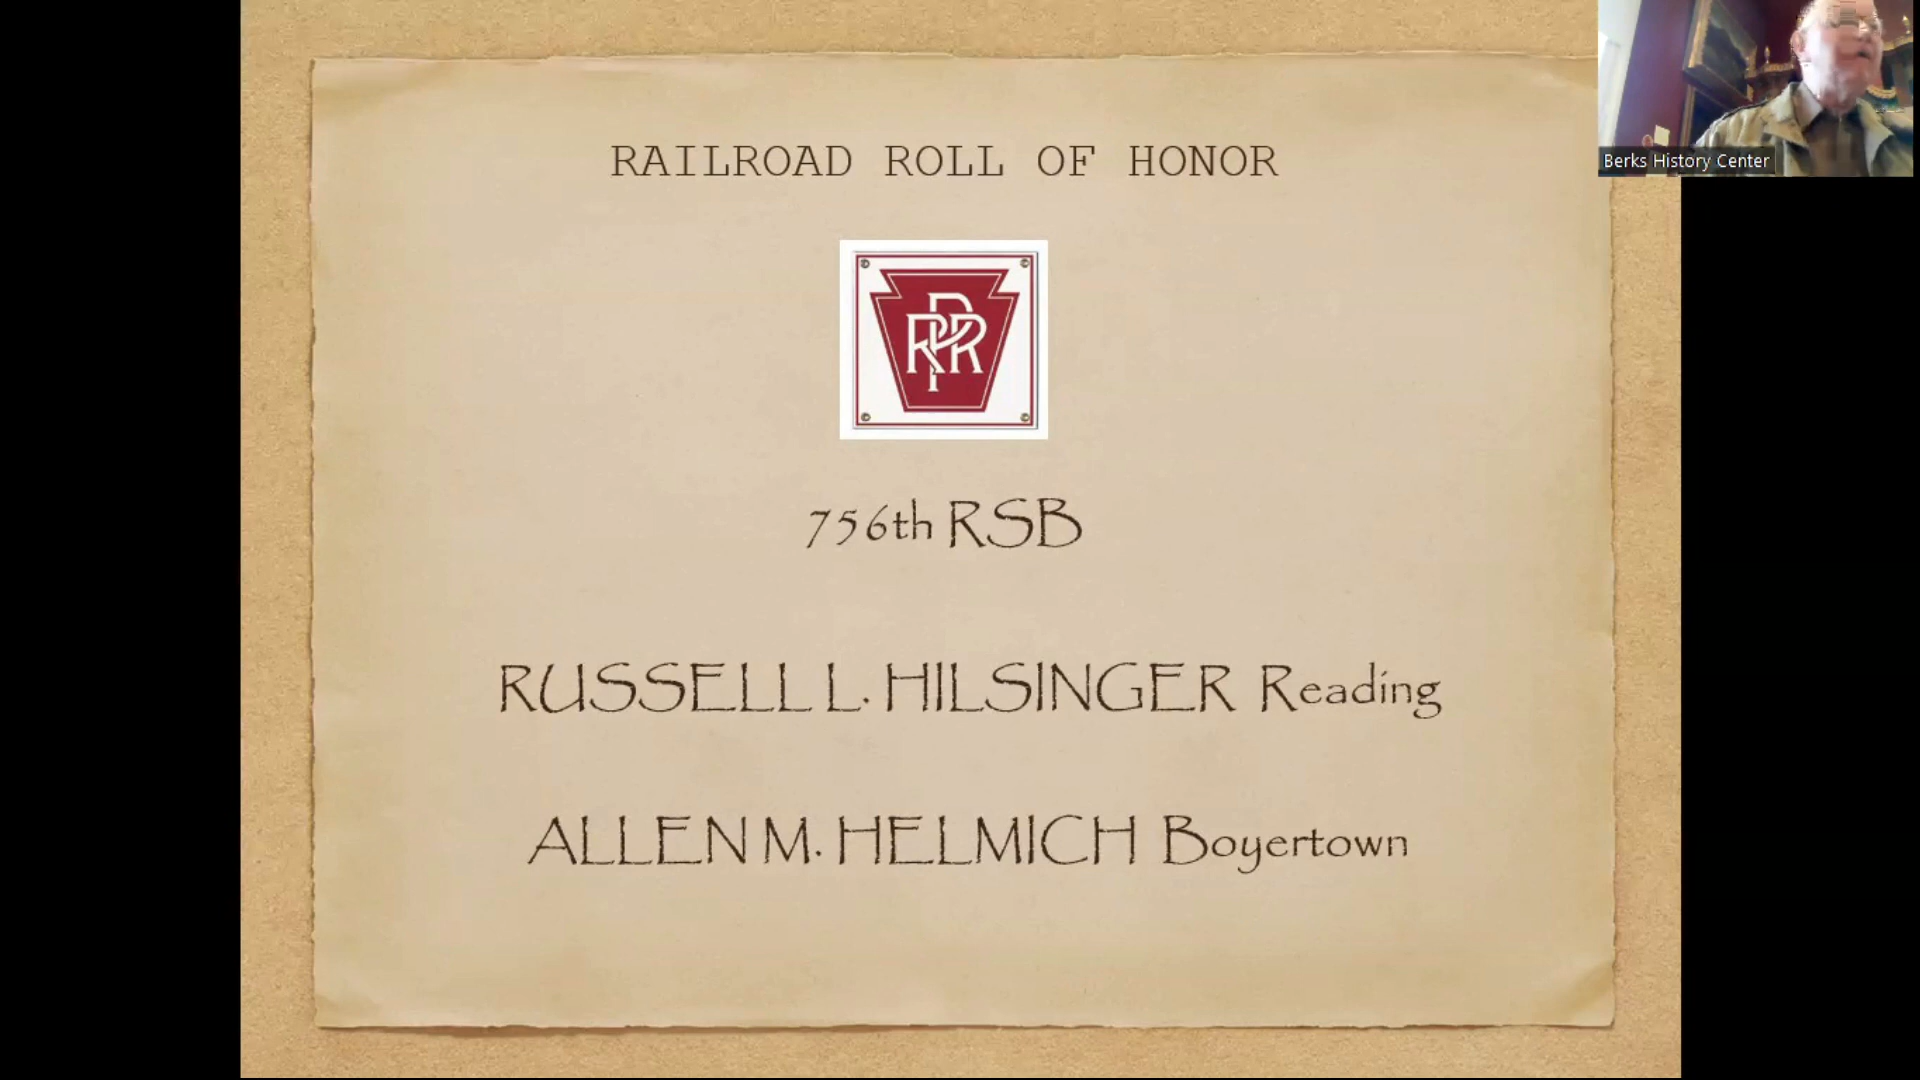 RAILROAD ROLL OF HONOR
PRR
756th RSB
RUSSELL L. HILSINGER Reading
ALLEN M. HELMICH Boyertown
Berks History Center